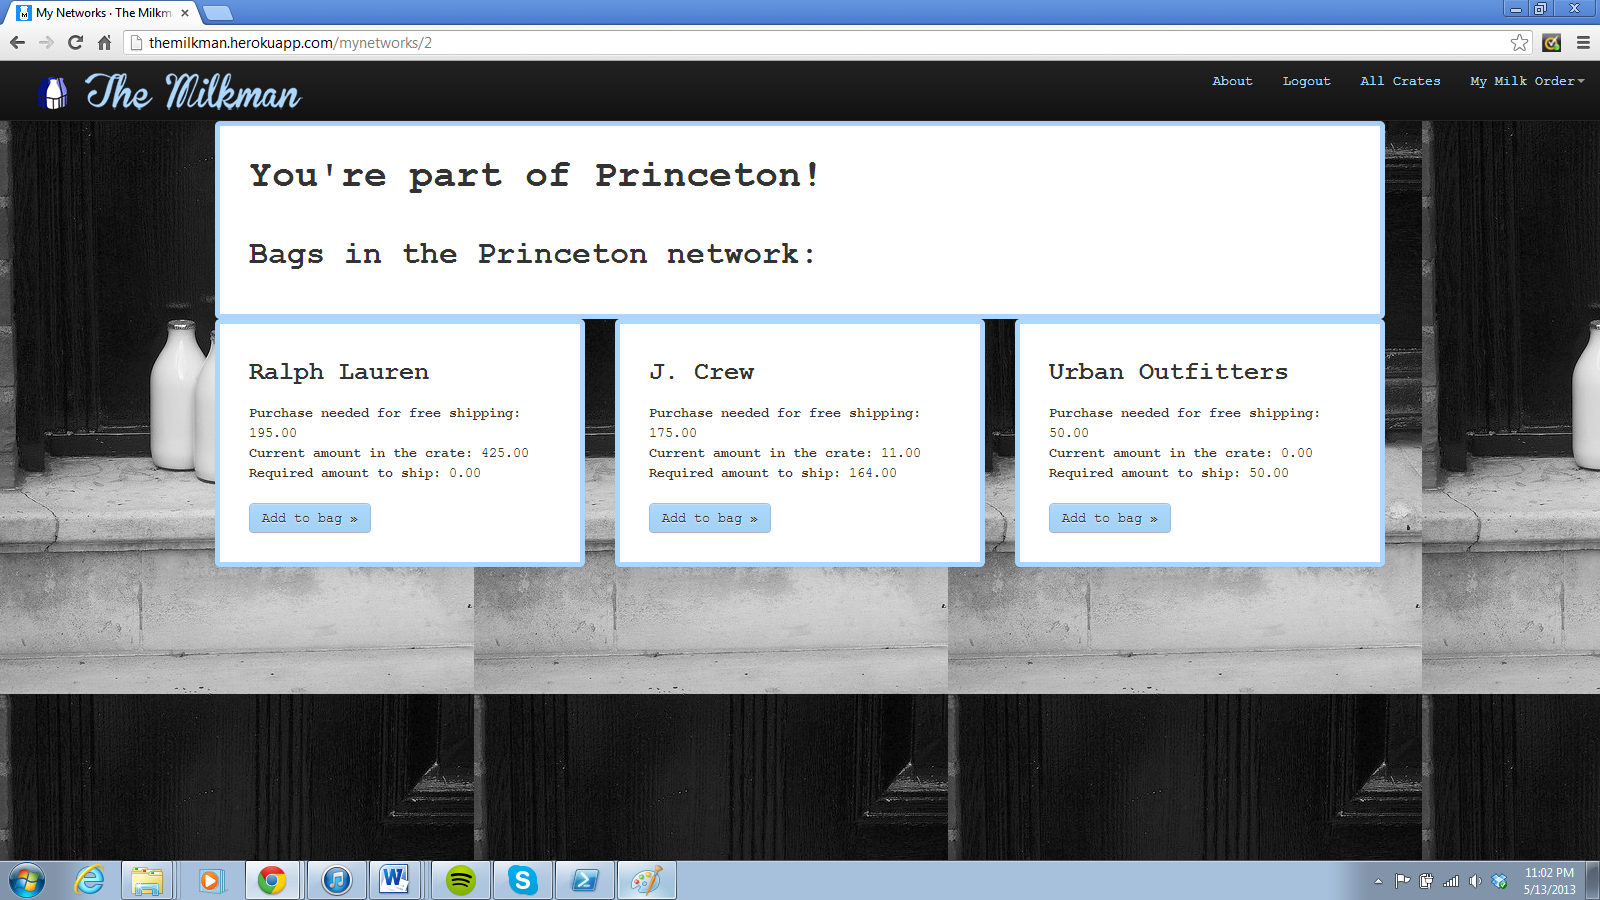 My Networks · The Milkm
themilkman.herokuapp.com/mynetworks/2
The Milkman
About Logout All Crates My Milk Order
You're part of Princeton!
Bags in the Princeton network:
Ralph Lauren
Purchase needed for free shipping:
195.00
Current amount in the crate: 425.00
Required amount to ship: 0.00
Add to bag »
J. Crew
Purchase needed for free shipping:
175.00
Current amount in the crate: 11.00
Required amount to ship: 164.00
Add to bag »
Urban Outfitters
Purchase needed for free shipping:
50.00
Current amount in the crate: 0.00
Required amount to ship: 50.00
Add to bag »
11:02 PM
5/13/2013